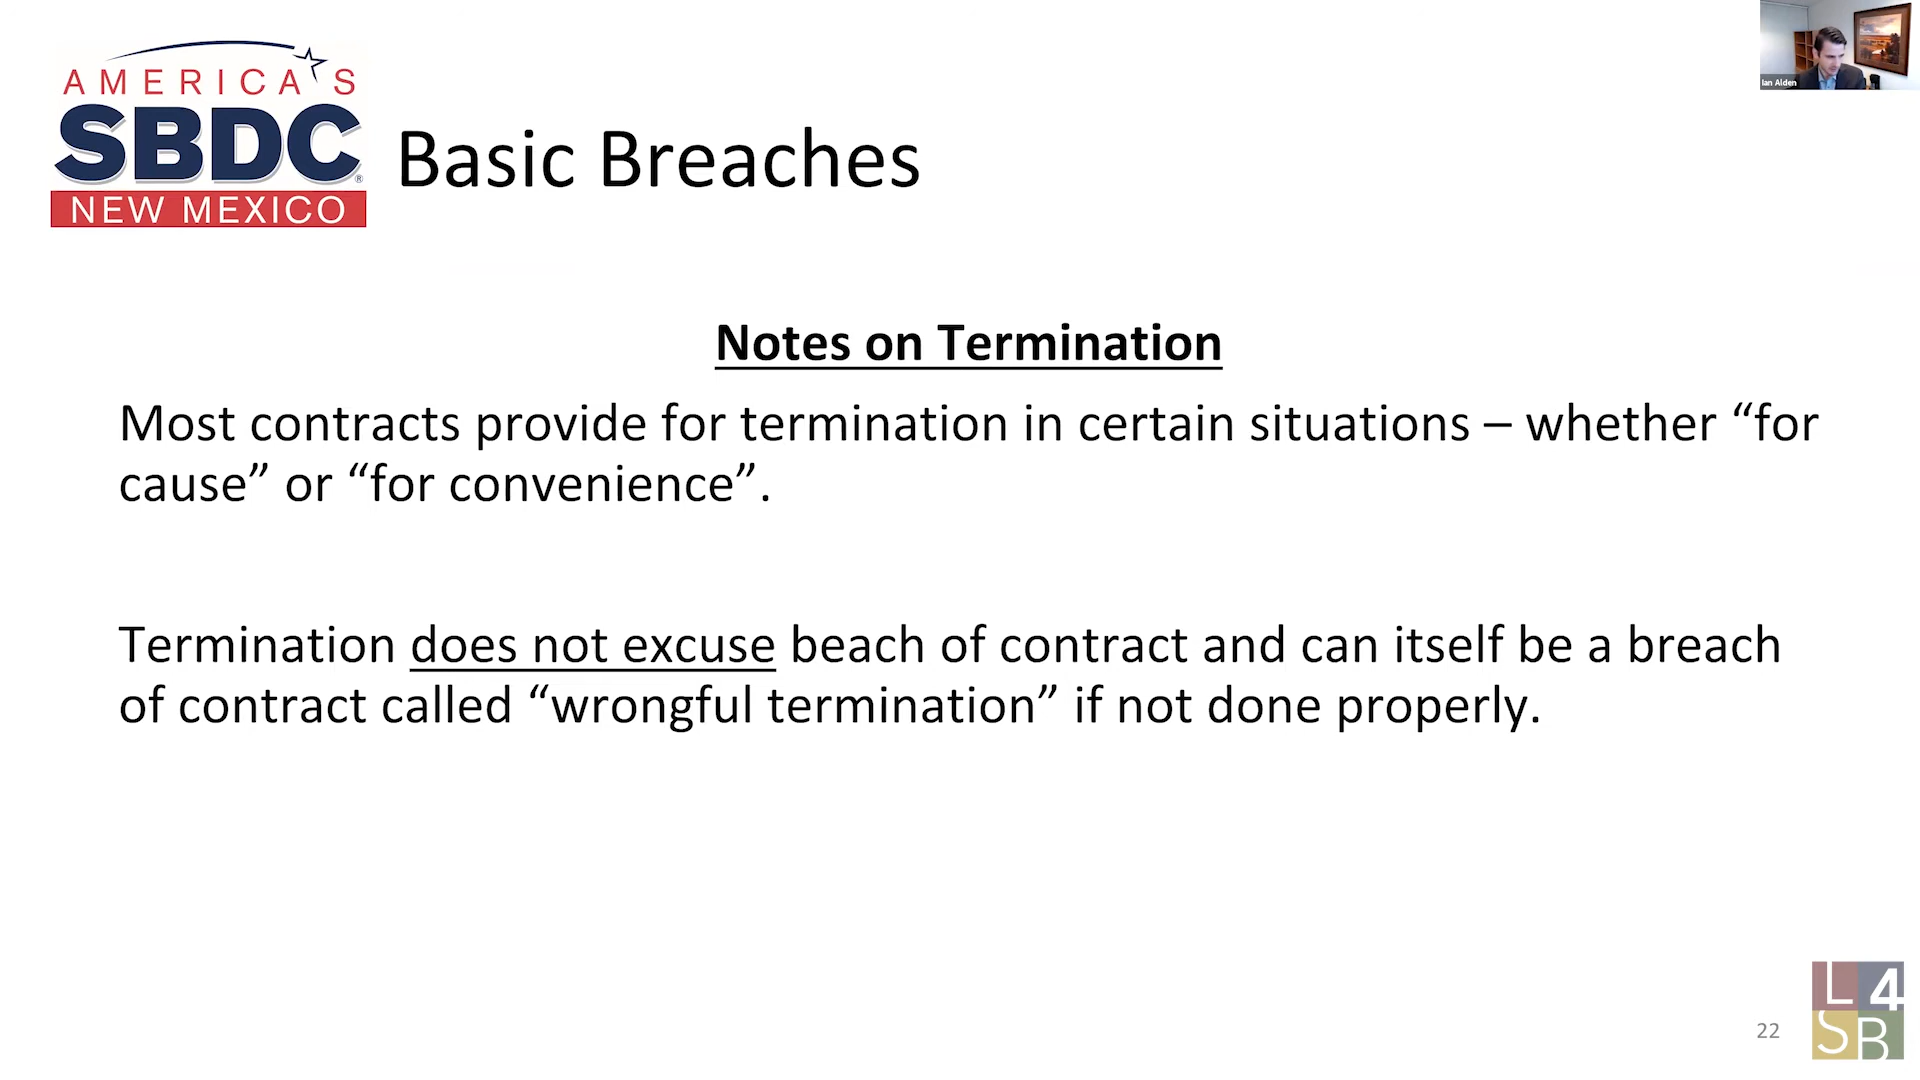 AMERICA'S
SBDC
®
NEW MEXICO
Basic Breaches
Ian Alden
Notes on Termination
Most contracts provide for termination in certain situations – whether “for
cause” or “for convenience”.
Termination does not excuse beach of contract and can itself be a breach
of contract called “wrongful termination” if not done properly.
22
L4
SB